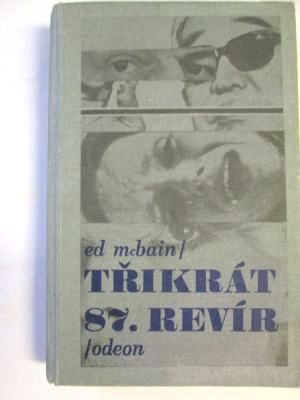 ed mcbain/
TŘIKRÁT
87. REVÍR
/odeon